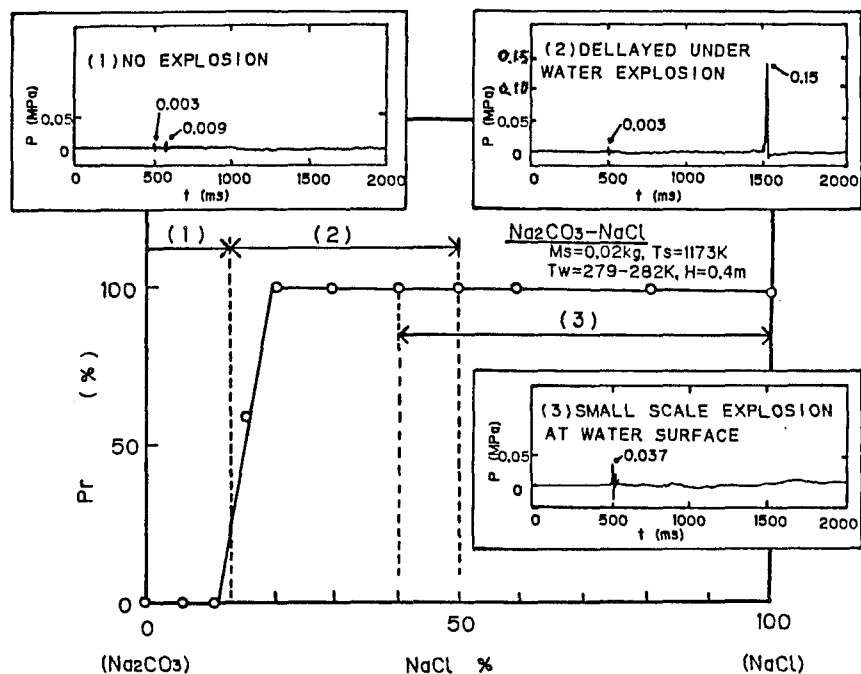 (1)NO EXPLOSION
0.003
0.009
P (MPa)
0.05
0
0 500 1000 1500 2000
t (ms)
(2)DELLAYED UNDER
WATER EXPLOSION
0.15
0.003
P (MPa)
0.15
0.10
0.05
0
0 500 1000 1500 2000
t (ms)
(1) (2)
Na2CO3-NaCl
Ms=0.02kg, Ts=1173K
Tw=279-282K, H=0.4m
(3)
(3)SMALL SCALE EXPLOSION
AT WATER SURFACE
0.037
P (MPa)
0.05
0
0 500 1000 1500 2000
t (ms)
Pr (%)
100
50
0
0 50 100
(Na2CO3) NaCl % (NaCl)